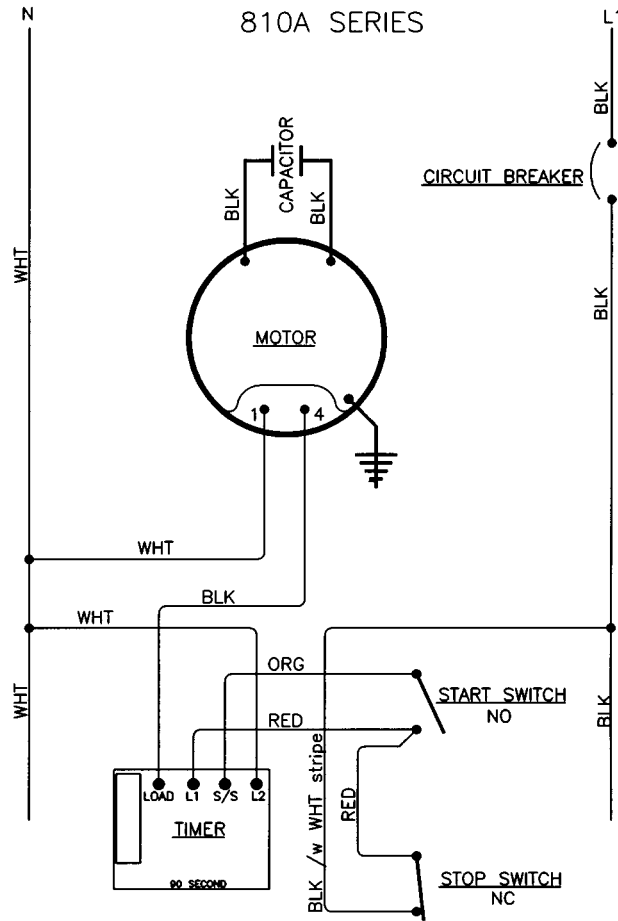 N
810A SERIES
L1
BLK
CAPACITOR
CIRCUIT BREAKER
BLK
BLK
WHT
BLK
MOTOR
1
4
WHT
BLK
WHT
ORG
START SWITCH
NO
WHT
RED
BLK
LOAD
L1
S/S
L2
TIMER
RED
BLK /w WHT stripe
90 SECOND
STOP SWITCH
NC